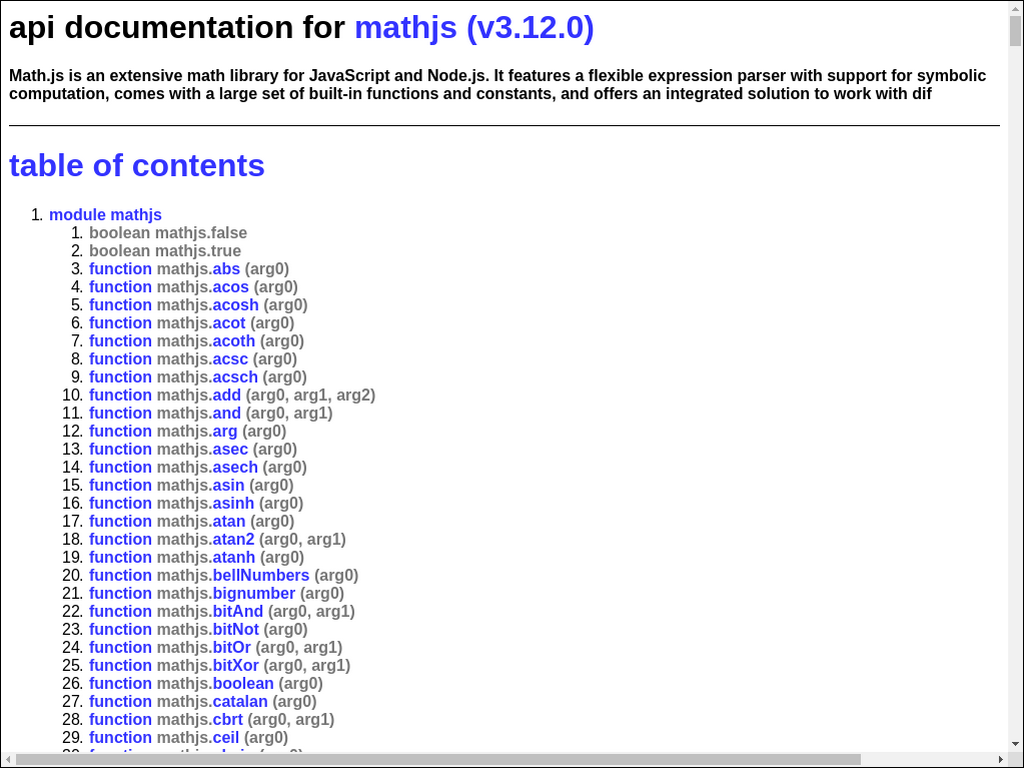 api documentation for mathjs (v3.12.0)
Math.js is an extensive math library for JavaScript and Node.js. It features a flexible expression parser with support for symbolic
computation, comes with a large set of built-in functions and constants, and offers an integrated solution to work with dif
table of contents
1. module mathjs
1. boolean mathjs.false
2. boolean mathjs.true
3. function mathjs.abs (arg0)
4. function mathjs.acos (arg0)
5. function mathjs.acosh (arg0)
6. function mathjs.acot (arg0)
7. function mathjs.acoth (arg0)
8. function mathjs.acsc (arg0)
9. function mathjs.acsch (arg0)
10. function mathjs.add (arg0, arg1, arg2)
11. function mathjs.and (arg0, arg1)
12. function mathjs.arg (arg0)
13. function mathjs.asec (arg0)
14. function mathjs.asech (arg0)
15. function mathjs.asin (arg0)
16. function mathjs.asinh (arg0)
17. function mathjs.atan (arg0)
18. function mathjs.atan2 (arg0, arg1)
19. function mathjs.atanh (arg0)
20. function mathjs.bellNumbers (arg0)
21. function mathjs.bignumber (arg0)
22. function mathjs.bitAnd (arg0, arg1)
23. function mathjs.bitNot (arg0)
24. function mathjs.bitOr (arg0, arg1)
25. function mathjs.bitXor (arg0, arg1)
26. function mathjs.boolean (arg0)
27. function mathjs.catalan (arg0)
28. function mathjs.cbrt (arg0, arg1)
29. function mathjs.ceil (arg0)